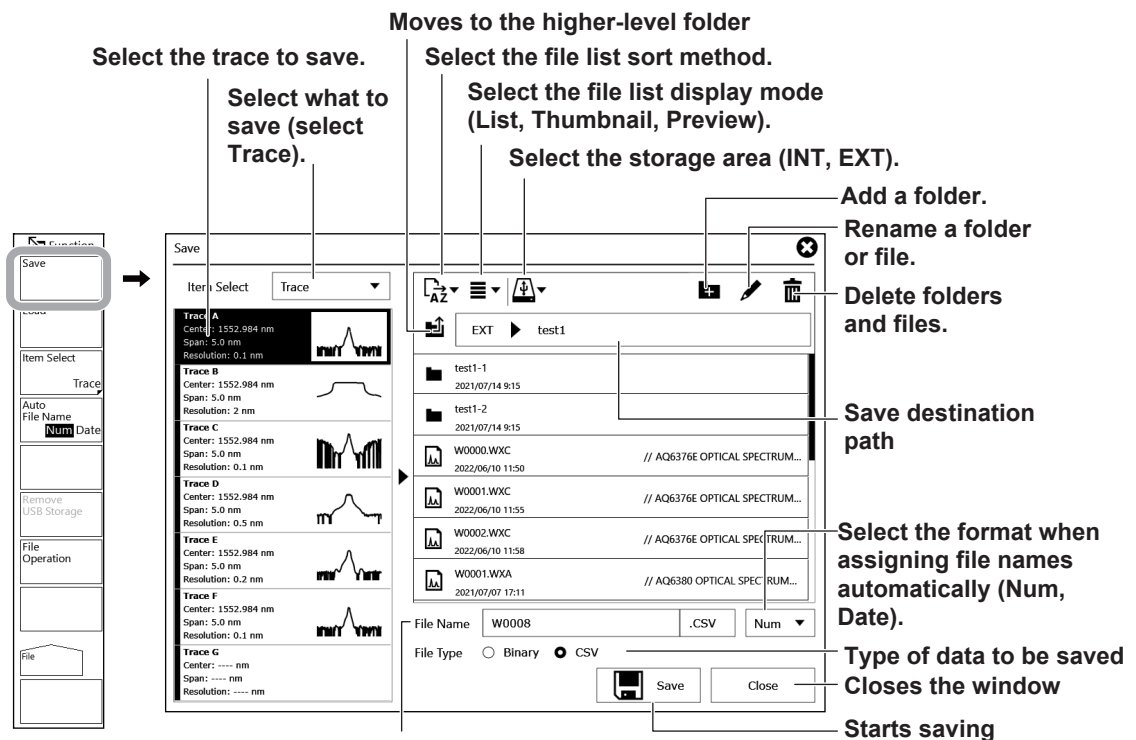 Moves to the higher-level folder
Select the trace to save.
Select the file list sort method.
Select what to
save (select
Trace).
Select the file list display mode
(List, Thumbnail, Preview).
Select the storage area (INT, EXT).
Add a folder.
Rename a folder
or file.
Delete folders
and files.
Save destination
path
Select the format when
assigning file names
automatically (Num,
Date).
Type of data to be saved
Closes the window
Starts saving
Function
Save
Load
Item Select
Trace
Auto
File Name
Num Date
Remove
USB Storage
File
Operation
File
Save
Item Select Trace
AZ
EXT test1
Trace A
Center: 1552.984 nm
Span: 5.0 nm
Resolution: 0.1 nm
Trace B
Center: 1552.984 nm
Span: 5.0 nm
Resolution: 2 nm
Trace C
Center: 1552.984 nm
Span: 5.0 nm
Resolution: 0.1 nm
Trace D
Center: 1552.984 nm
Span: 5.0 nm
Resolution: 0.5 nm
Trace E
Center: 1552.984 nm
Span: 5.0 nm
Resolution: 0.2 nm
Trace F
Center: 1552.984 nm
Span: 5.0 nm
Resolution: 0.1 nm
Trace G
Center: ---- nm
Span: ---- nm
Resolution: ---- nm
test1-1
2021/07/14 9:15
test1-2
2021/07/14 9:15
W0000.WXC // AQ6376E OPTICAL SPECTRUM...
2022/06/10 11:50
W0001.WXC // AQ6376E OPTICAL SPECTRUM...
2022/06/10 11:55
W0002.WXC // AQ6376E OPTICAL SPECTRUM...
2022/06/10 11:58
W0001.WXA // AQ6380 OPTICAL SPECTRUM...
2021/07/07 17:11
File Name W0008 .CSV Num
File Type Binary CSV
Save Close